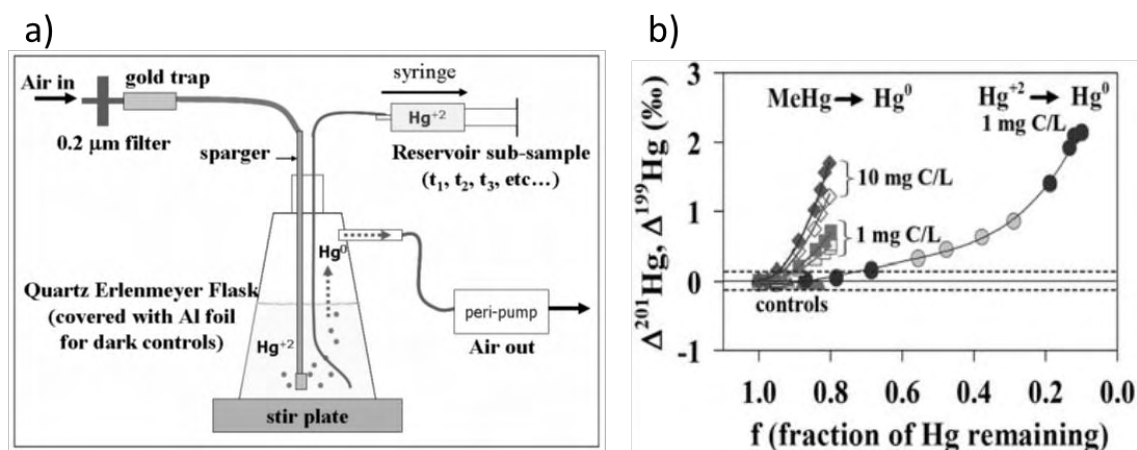 a)
Air in
gold trap
0.2 μm filter
syringe
Hg+2
Reservoir sub-sample
(t1, t2, t3, etc...)
sparger
Hg0
Quartz Erlenmeyer Flask
(covered with Al foil
for dark controls)
Hg+2
peri-pump
Air out
stir plate
b)
Δ201Hg, Δ199Hg (‰)
3
2
1
0
-1
MeHg → Hg0
Hg+2 → Hg0
1 mg C/L
10 mg C/L
1 mg C/L
controls
1.0 0.8 0.6 0.4 0.2 0.0
f (fraction of Hg remaining)